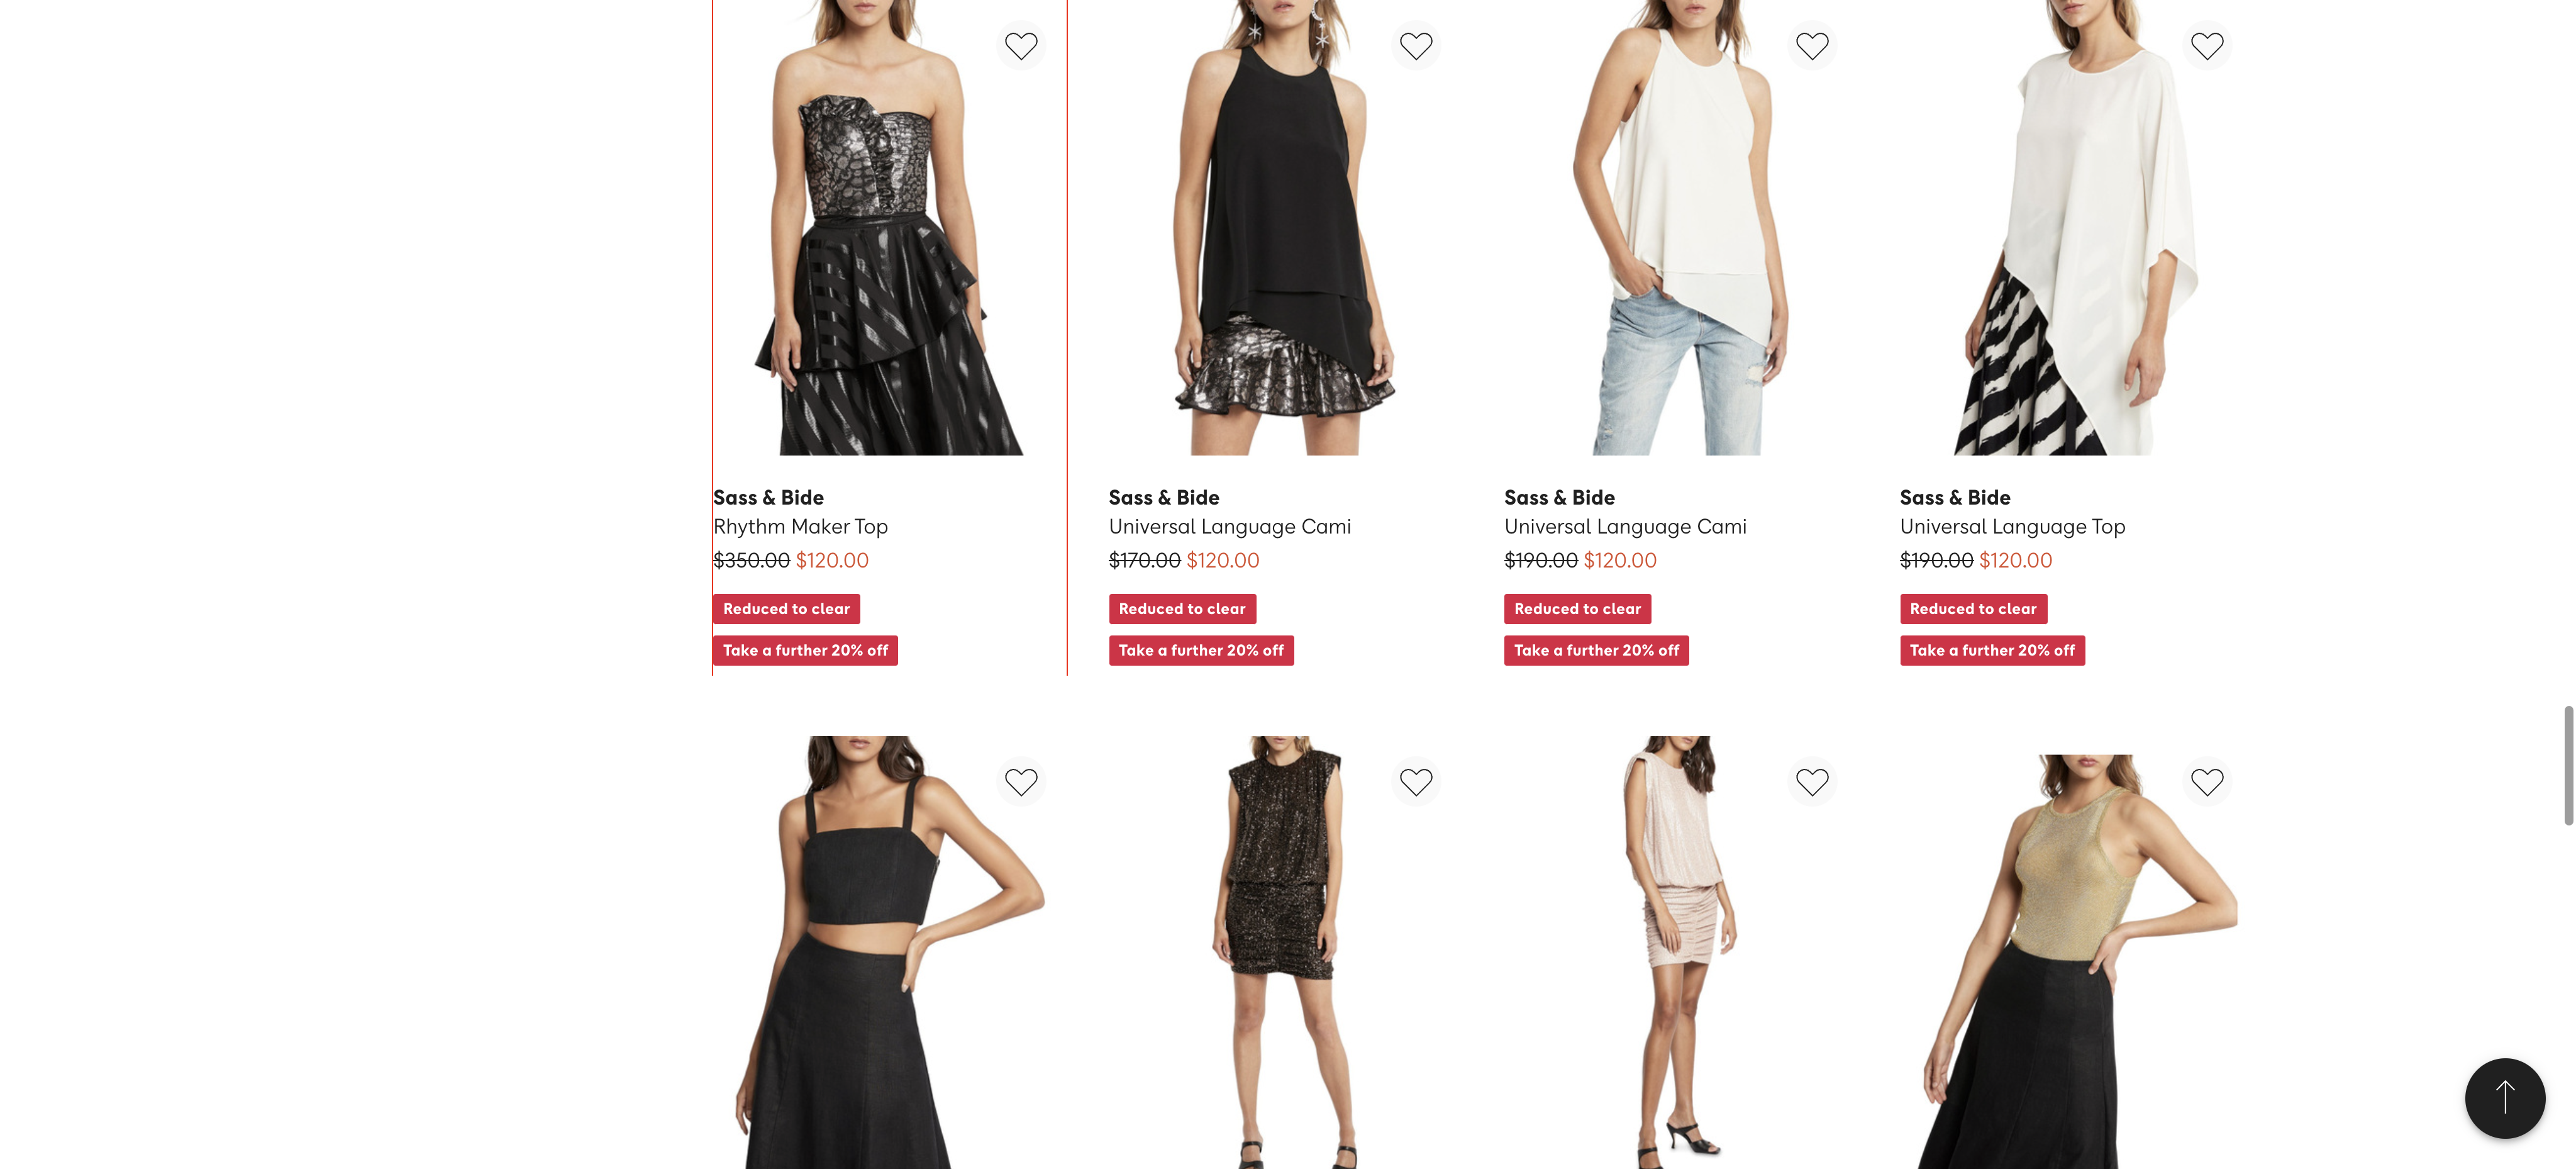 Sass & Bide
Rhythm Maker Top
$350.00 $120.00
Reduced to clear
Take a further 20% off
Sass & Bide
Universal Language Cami
$170.00 $120.00
Reduced to clear
Take a further 20% off
Sass & Bide
Universal Language Cami
$190.00 $120.00
Reduced to clear
Take a further 20% off
Sass & Bide
Universal Language Top
$190.00 $120.00
Reduced to clear
Take a further 20% off